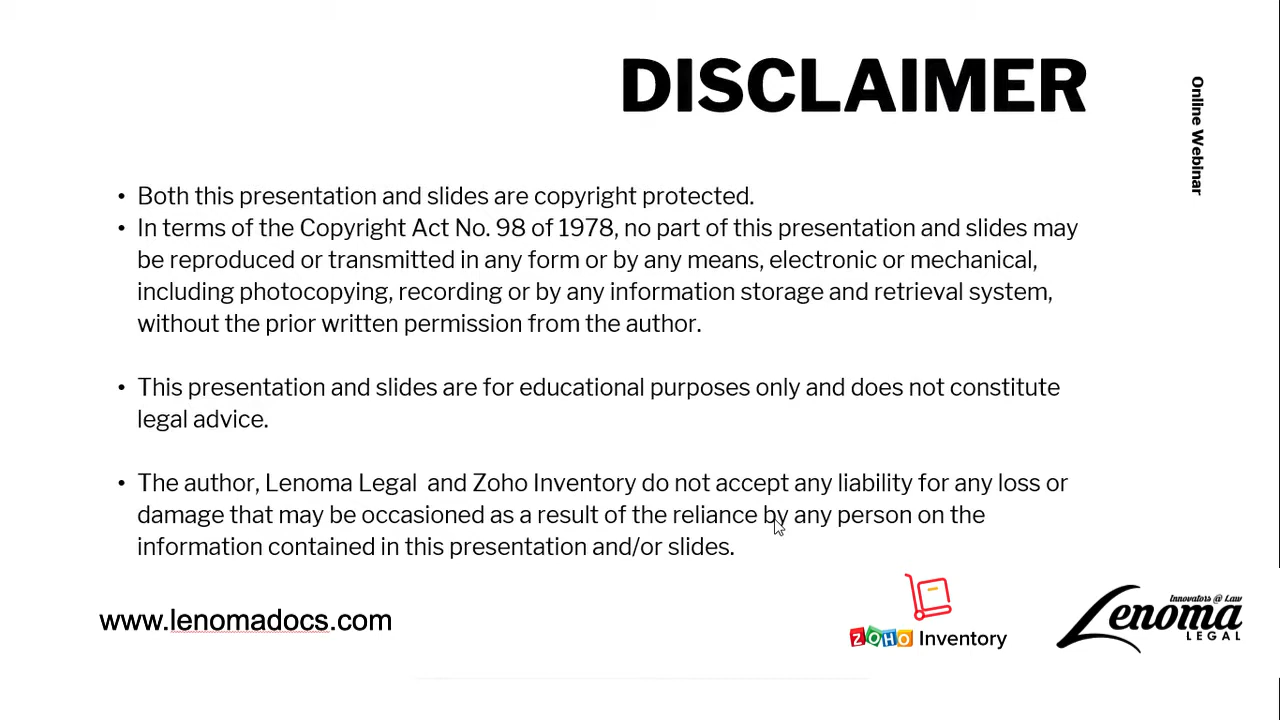 DISCLAIMER
Online Webinar
• Both this presentation and slides are copyright protected.
• In terms of the Copyright Act No. 98 of 1978, no part of this presentation and slides may
be reproduced or transmitted in any form or by any means, electronic or mechanical,
including photocopying, recording or by any information storage and retrieval system,
without the prior written permission from the author.
• This presentation and slides are for educational purposes only and does not constitute
legal advice.
• The author, Lenoma Legal and Zoho Inventory do not accept any liability for any loss or
damage that may be occasioned as a result of the reliance by any person on the
information contained in this presentation and/or slides.
www.lenomadocs.com
ZOHO Inventory
Innovators @ Law
Lenoma
LEGAL